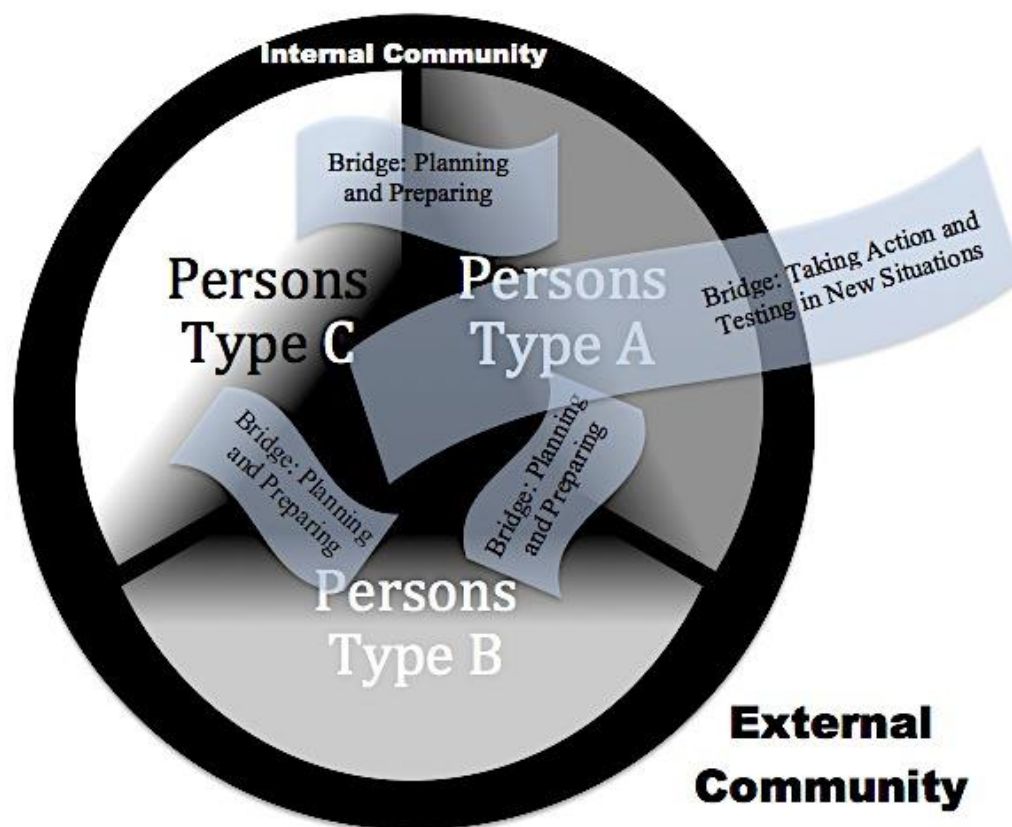 Internal Community
Bridge: Planning
and Preparing
Bridge: Taking Action and
Testing in New Situations
Persons
Type C
Persons
Type A
Bridge: Planning
and Preparing
Bridge: Planning
and Preparing
Persons
Type B
External
Community